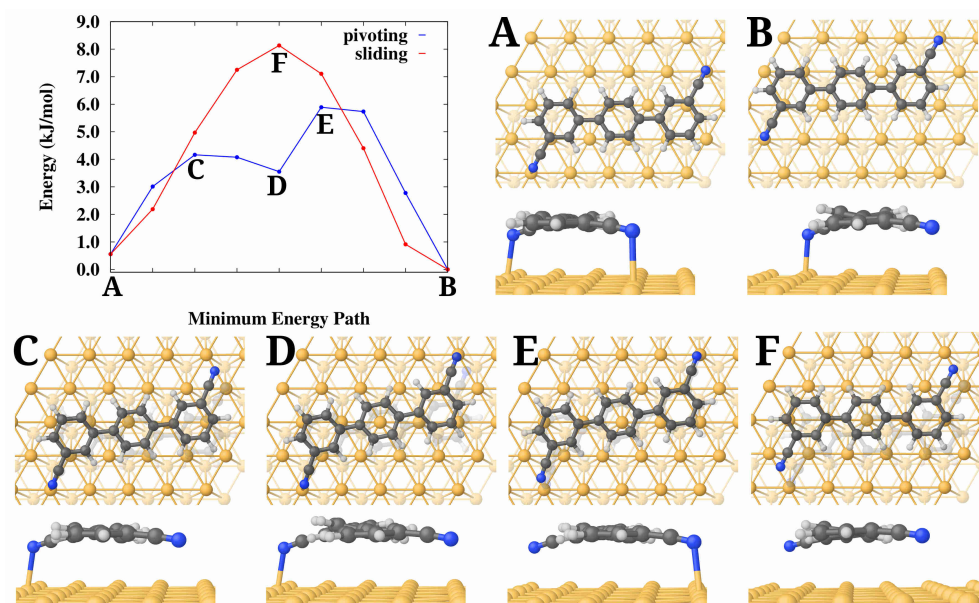 9.0
8.0
7.0
6.0
5.0
4.0
3.0
2.0
1.0
0.0
Energy (kJ/mol)
pivoting
sliding
F
E
C
D
A
B
Minimum Energy Path
A
B
C
D
E
F